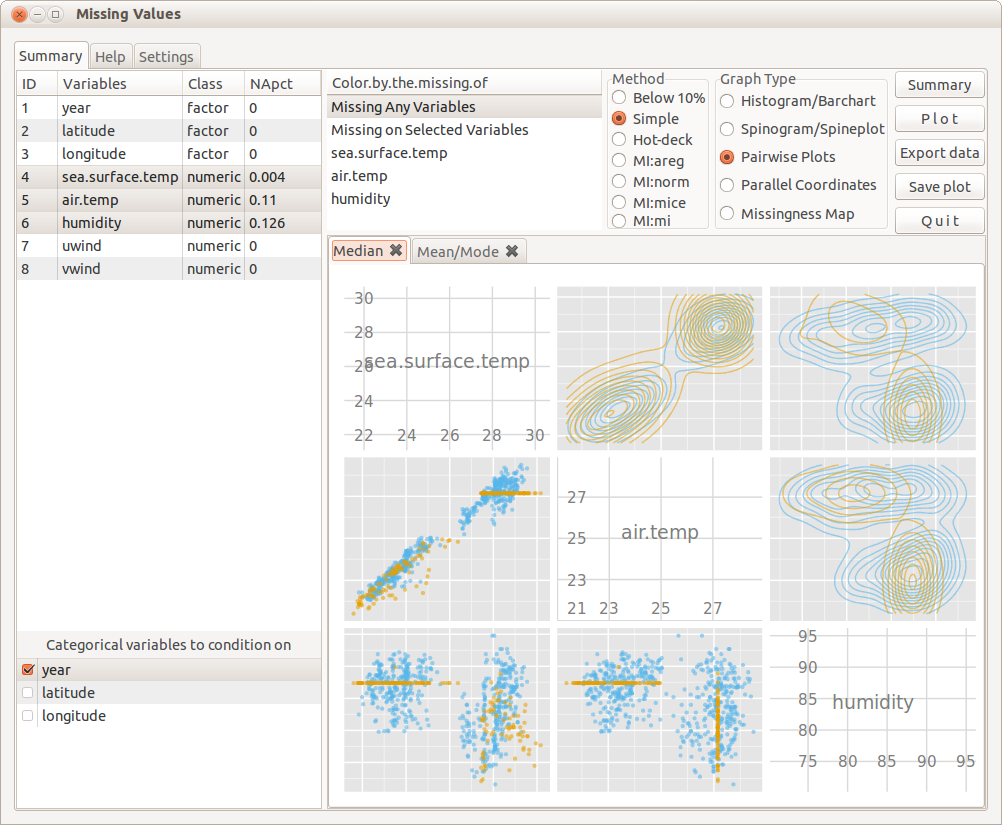 Missing Values
Summary Help Settings
ID Variables Class NApct
1 year factor 0
2 latitude factor 0
3 longitude factor 0
4 sea.surface.temp numeric 0.004
5 air.temp numeric 0.11
6 humidity numeric 0.126
7 uwind numeric 0
8 vwind numeric 0
Categorical variables to condition on
year
latitude
longitude
Color.by.the.missing.of
Missing Any Variables
Missing on Selected Variables
sea.surface.temp
air.temp
humidity
Method
Below 10%
Simple
Hot-deck
MI:areg
MI:norm
MI:mice
MI:mi
Graph Type
Histogram/Barchart
Spinogram/Spineplot
Pairwise Plots
Parallel Coordinates
Missingness Map
Summary
Plot
Export data
Save plot
Quit
Median Mean/Mode
30
28
26
sea.surface.temp
24
22 24 26 28 30
27
air.temp
25
23
21 23 25 27
95
90
85
humidity
80
75 80 85 90 95